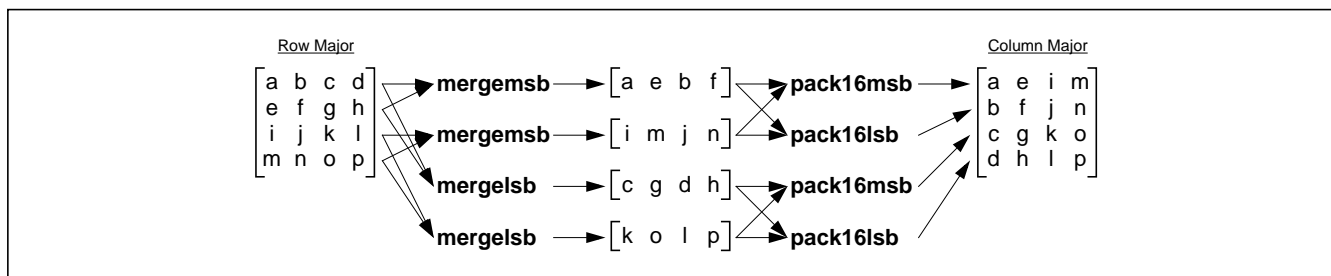 Row Major
Column Major
a b c d mergemsb a e b f pack16msb a e i m
e f g h b f j n
i j k l mergemsb i m j n pack16lsb c g k o
m n o p d h l p
mergelsb c g d h pack16msb
mergelsb k o l p pack16lsb